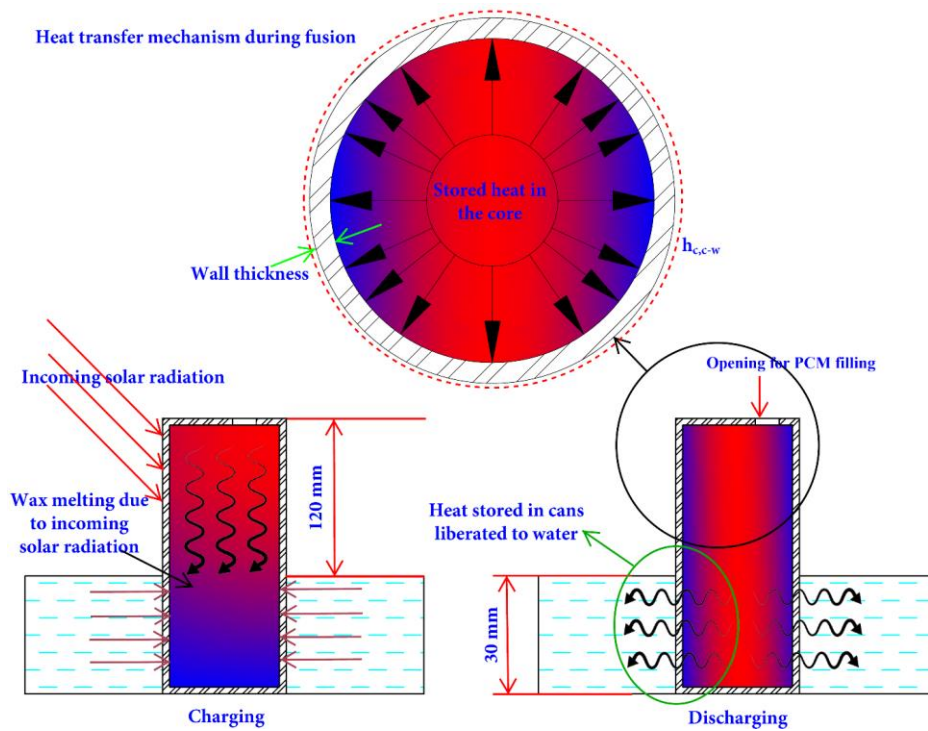 Heat transfer mechanism during fusion
Stored heat in
the core
h_{c,c-w}
Wall thickness
Incoming solar radiation
Opening for PCM filling
120 mm
Wax melting due
to incoming
solar radiation
Heat stored in cans
liberated to water
30 mm
Charging
Discharging